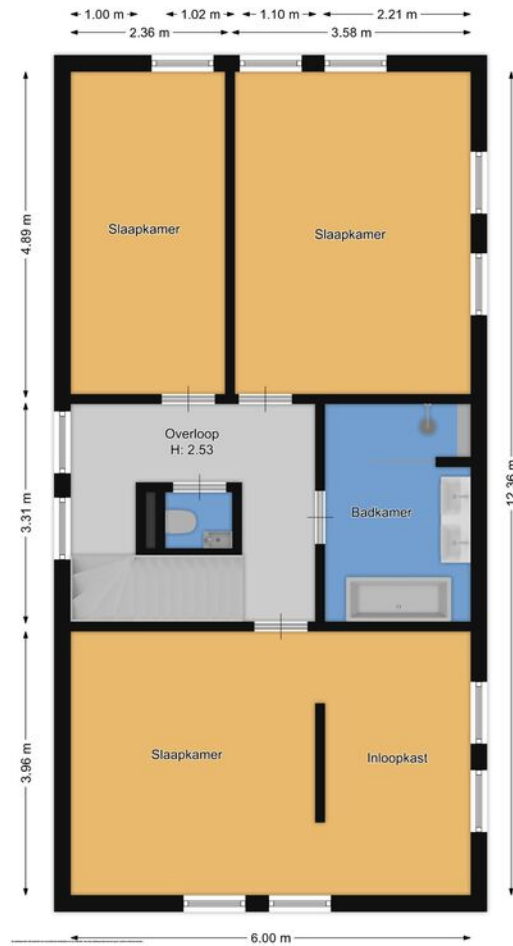 1.00 m
1.02 m
1.10 m
2.21 m
2.36 m
3.58 m
4.89 m
Slaapkamer
Slaapkamer
Overloop
H: 2.53
3.31 m
Badkamer
12.36 m
3.96 m
Slaapkamer
Inloopkast
6.00 m